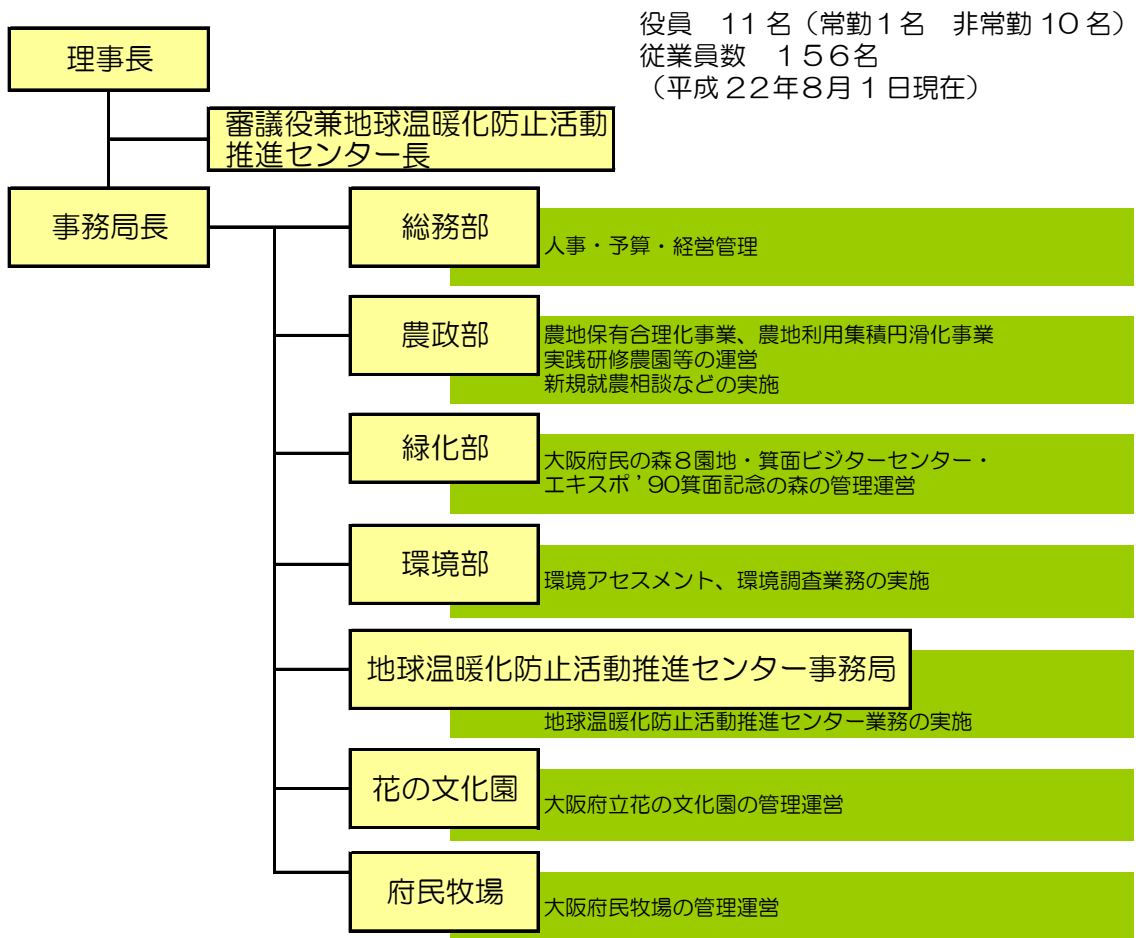 役員　11名（常勤１名　非常勤10名）
従業員数　１５６名
（平成２２年８月１日現在）
理事長
審議役兼地球温暖化防止活動
推進センター長
事務局長
総務部
人事・予算・経営管理
農政部
農地保有合理化事業、農地利用集積円滑化事業
実践研修農園等の運営
新規就農相談などの実施
緑化部
大阪府民の森８園地・箕面ビジターセンター・
エキスポ’90箕面記念の森の管理運営
環境部
環境アセスメント、環境調査業務の実施
地球温暖化防止活動推進センター事務局
地球温暖化防止活動推進センター業務の実施
花の文化園
大阪府立花の文化園の管理運営
府民牧場
大阪府民牧場の管理運営